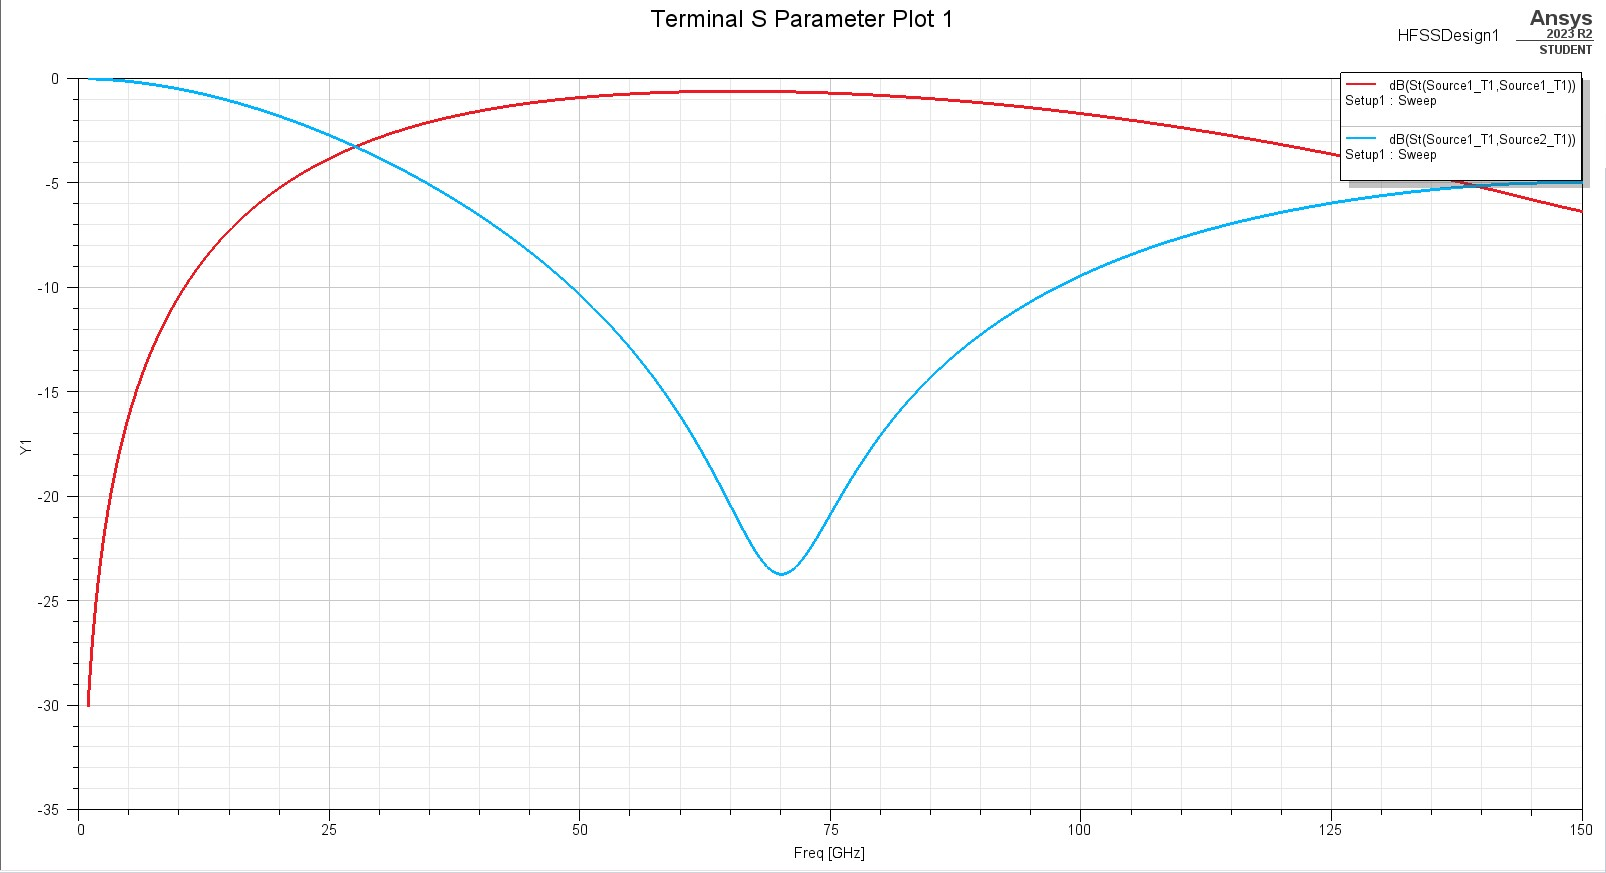 Terminal S Parameter Plot 1
HFSSDesign1
Ansys
2023 R2
STUDENT
dB(St(Source1_T1,Source1_T1))
Setup1 : Sweep
dB(St(Source1_T1,Source2_T1))
Setup1 : Sweep
0
-5
-10
-15
-20
-25
-30
-35
Y1
0 25 50 75 100 125 150
Freq [GHz]